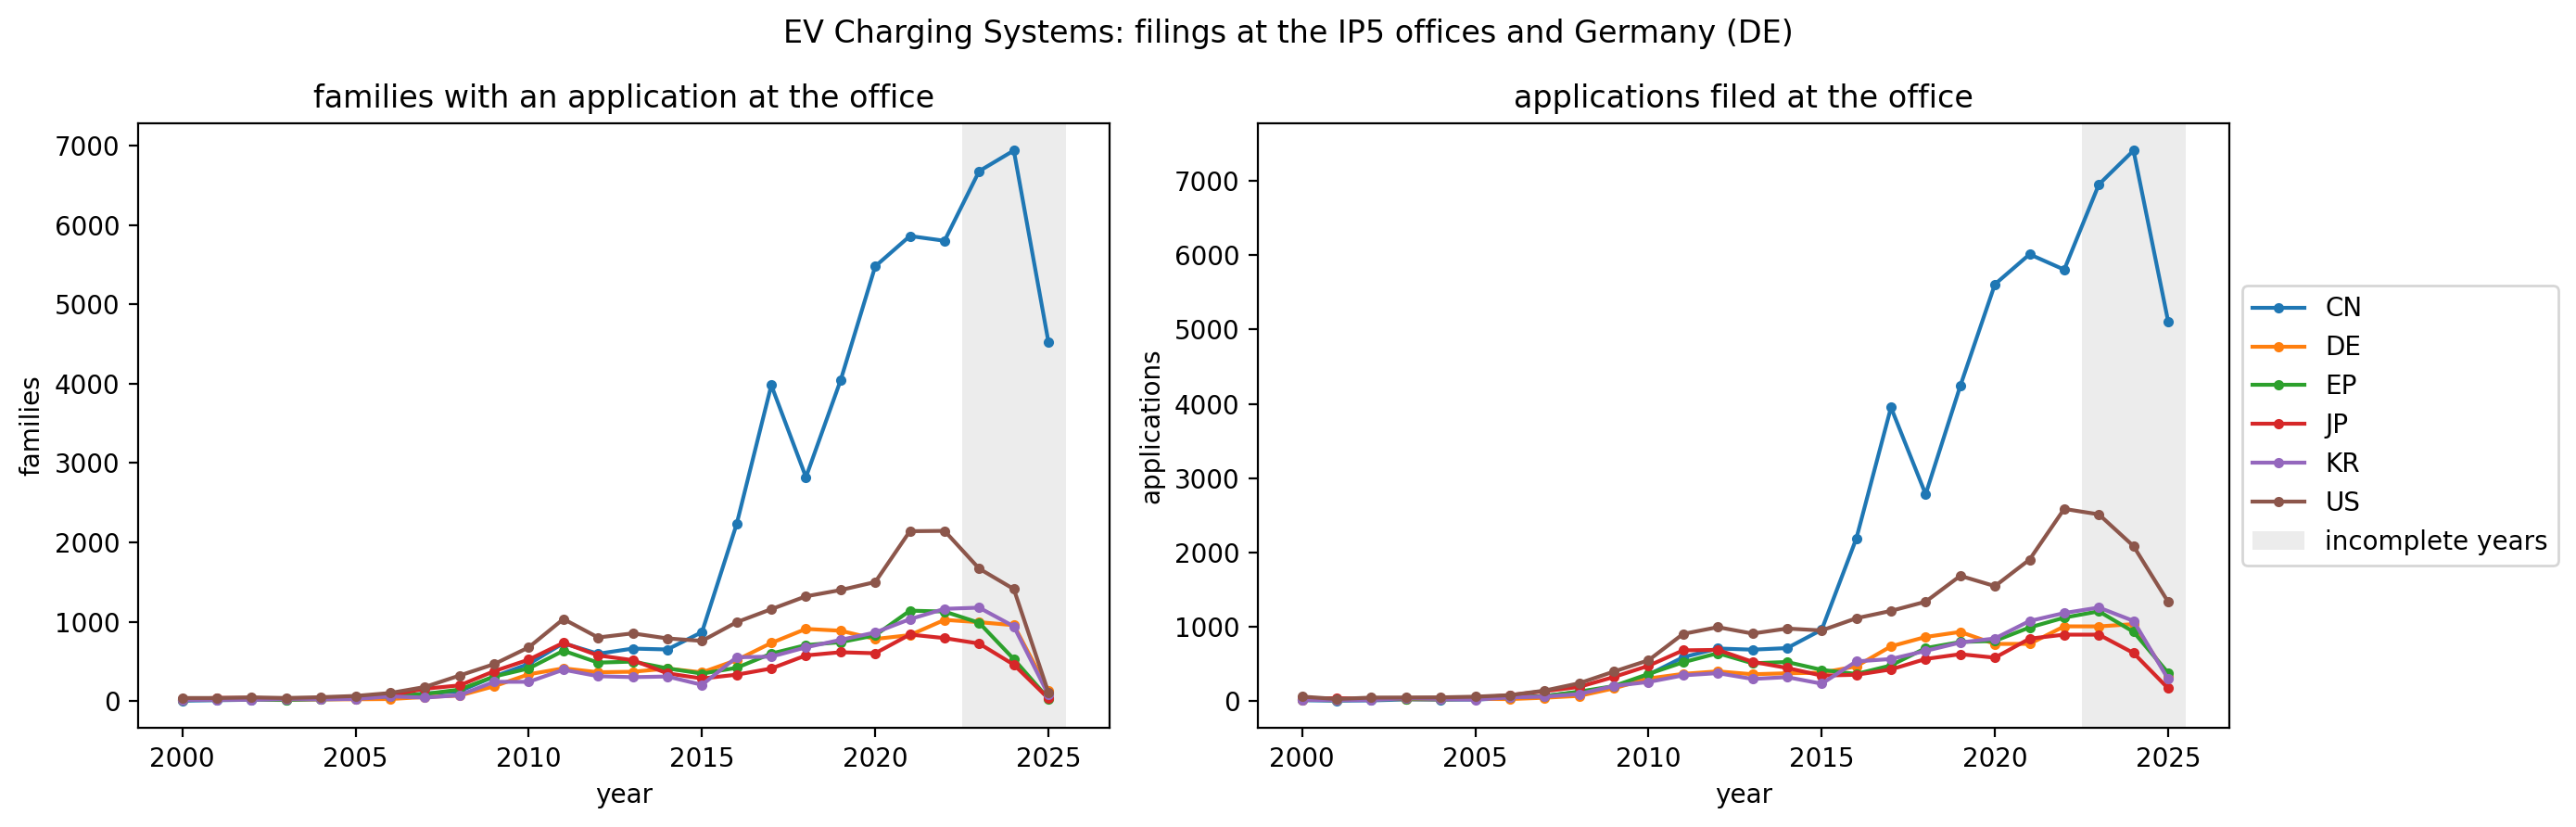 EV Charging Systems: filings at the IP5 offices and Germany (DE)
families with an application at the office
families
7000
6000
5000
4000
3000
2000
1000
0
2000 2005 2010 2015 2020 2025
year
applications filed at the office
applications
7000
6000
5000
4000
3000
2000
1000
0
2000 2005 2010 2015 2020 2025
year
CN
DE
EP
JP
KR
US
incomplete years